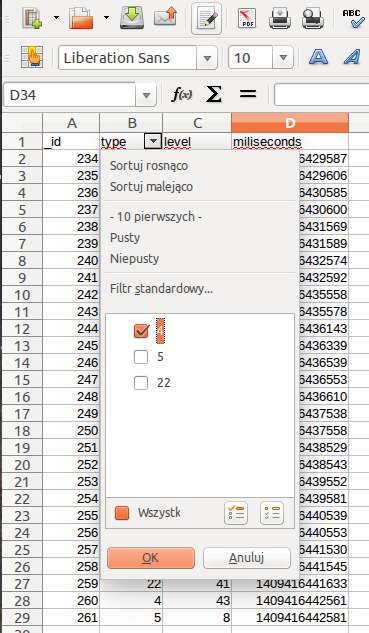 PDF
ABC
Liberation Sans 10 A A
D34 f(x) Σ =
A B C D
1 _id type level miliseconds
2 234 6429587
3 235 6429606
4 236 6430585
5 237 6430600
6 238 6431569
7 239 6431589
8 240 6432574
9 241 6432592
10 242 6435558
11 243 6435578
12 244 6436143
13 245 6436339
14 246 6436539
15 247 6436553
16 248 6436610
17 249 6437538
18 250 6437558
19 251 6438529
20 252 6438543
21 253 6439552
22 254 6439581
23 255 6440539
24 256 6440553
25 257 6441530
26 258 6441545
27 259 22 41 1409416441633
28 260 4 43 1409416442561
29 261 5 8 1409416442581
Sortuj rosnąco
Sortuj malejąco
- 10 pierwszych -
Pusty
Niepusty
Filtr standardowy...
4
5
22
Wszystk
OK Anuluj